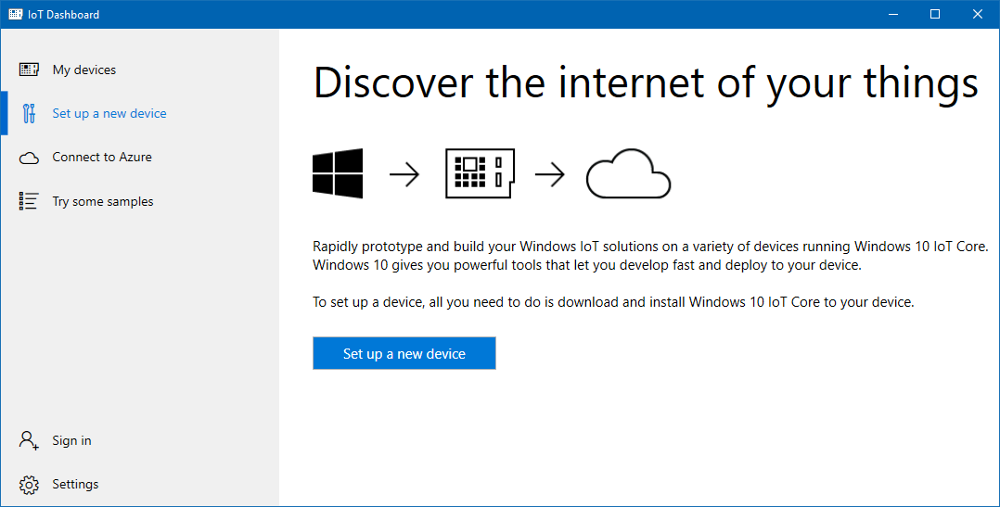 IoT Dashboard
My devices
Set up a new device
Connect to Azure
Try some samples
Sign in
Settings
Discover the internet of your things
Rapidly prototype and build your Windows IoT solutions on a variety of devices running Windows 10 IoT Core.
Windows 10 gives you powerful tools that let you develop fast and deploy to your device.
To set up a device, all you need to do is download and install Windows 10 IoT Core to your device.
Set up a new device